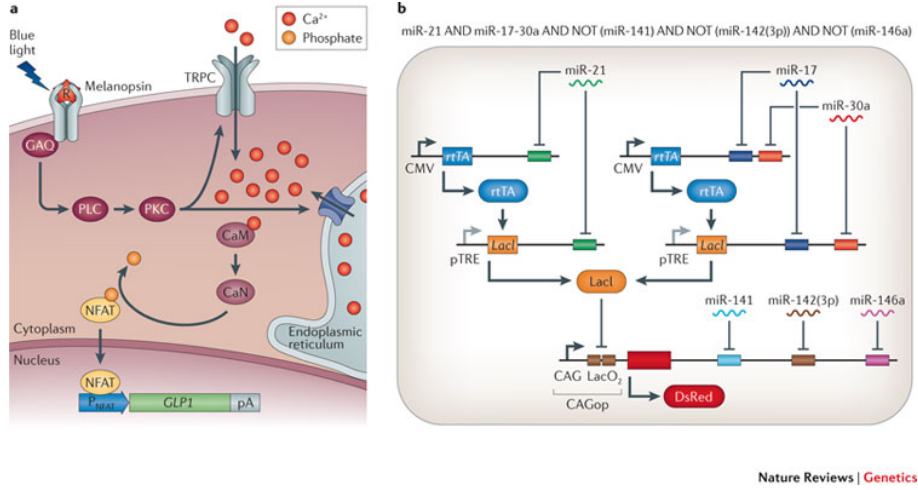 a
Blue
light
Melanopsin
R
GAQ
PLC
PKC
TRPC
Ca2+
Phosphate
CaM
CaN
NFAT
Cytoplasm
Nucleus
Endoplasmic
reticulum
NFAT
PNFAT
GLP1
pA
b
miR-21 AND miR-17-30a AND NOT (miR-141) AND NOT (miR-142(3p)) AND NOT (miR-146a)
miR-21
miR-17
miR-30a
CMV
rtTA
CMV
rtTA
rtTA
rtTA
pTRE
LacI
pTRE
LacI
LacI
miR-141
miR-142(3p)
miR-146a
CAG LacO2
CAGop
DsRed
Nature Reviews | Genetics